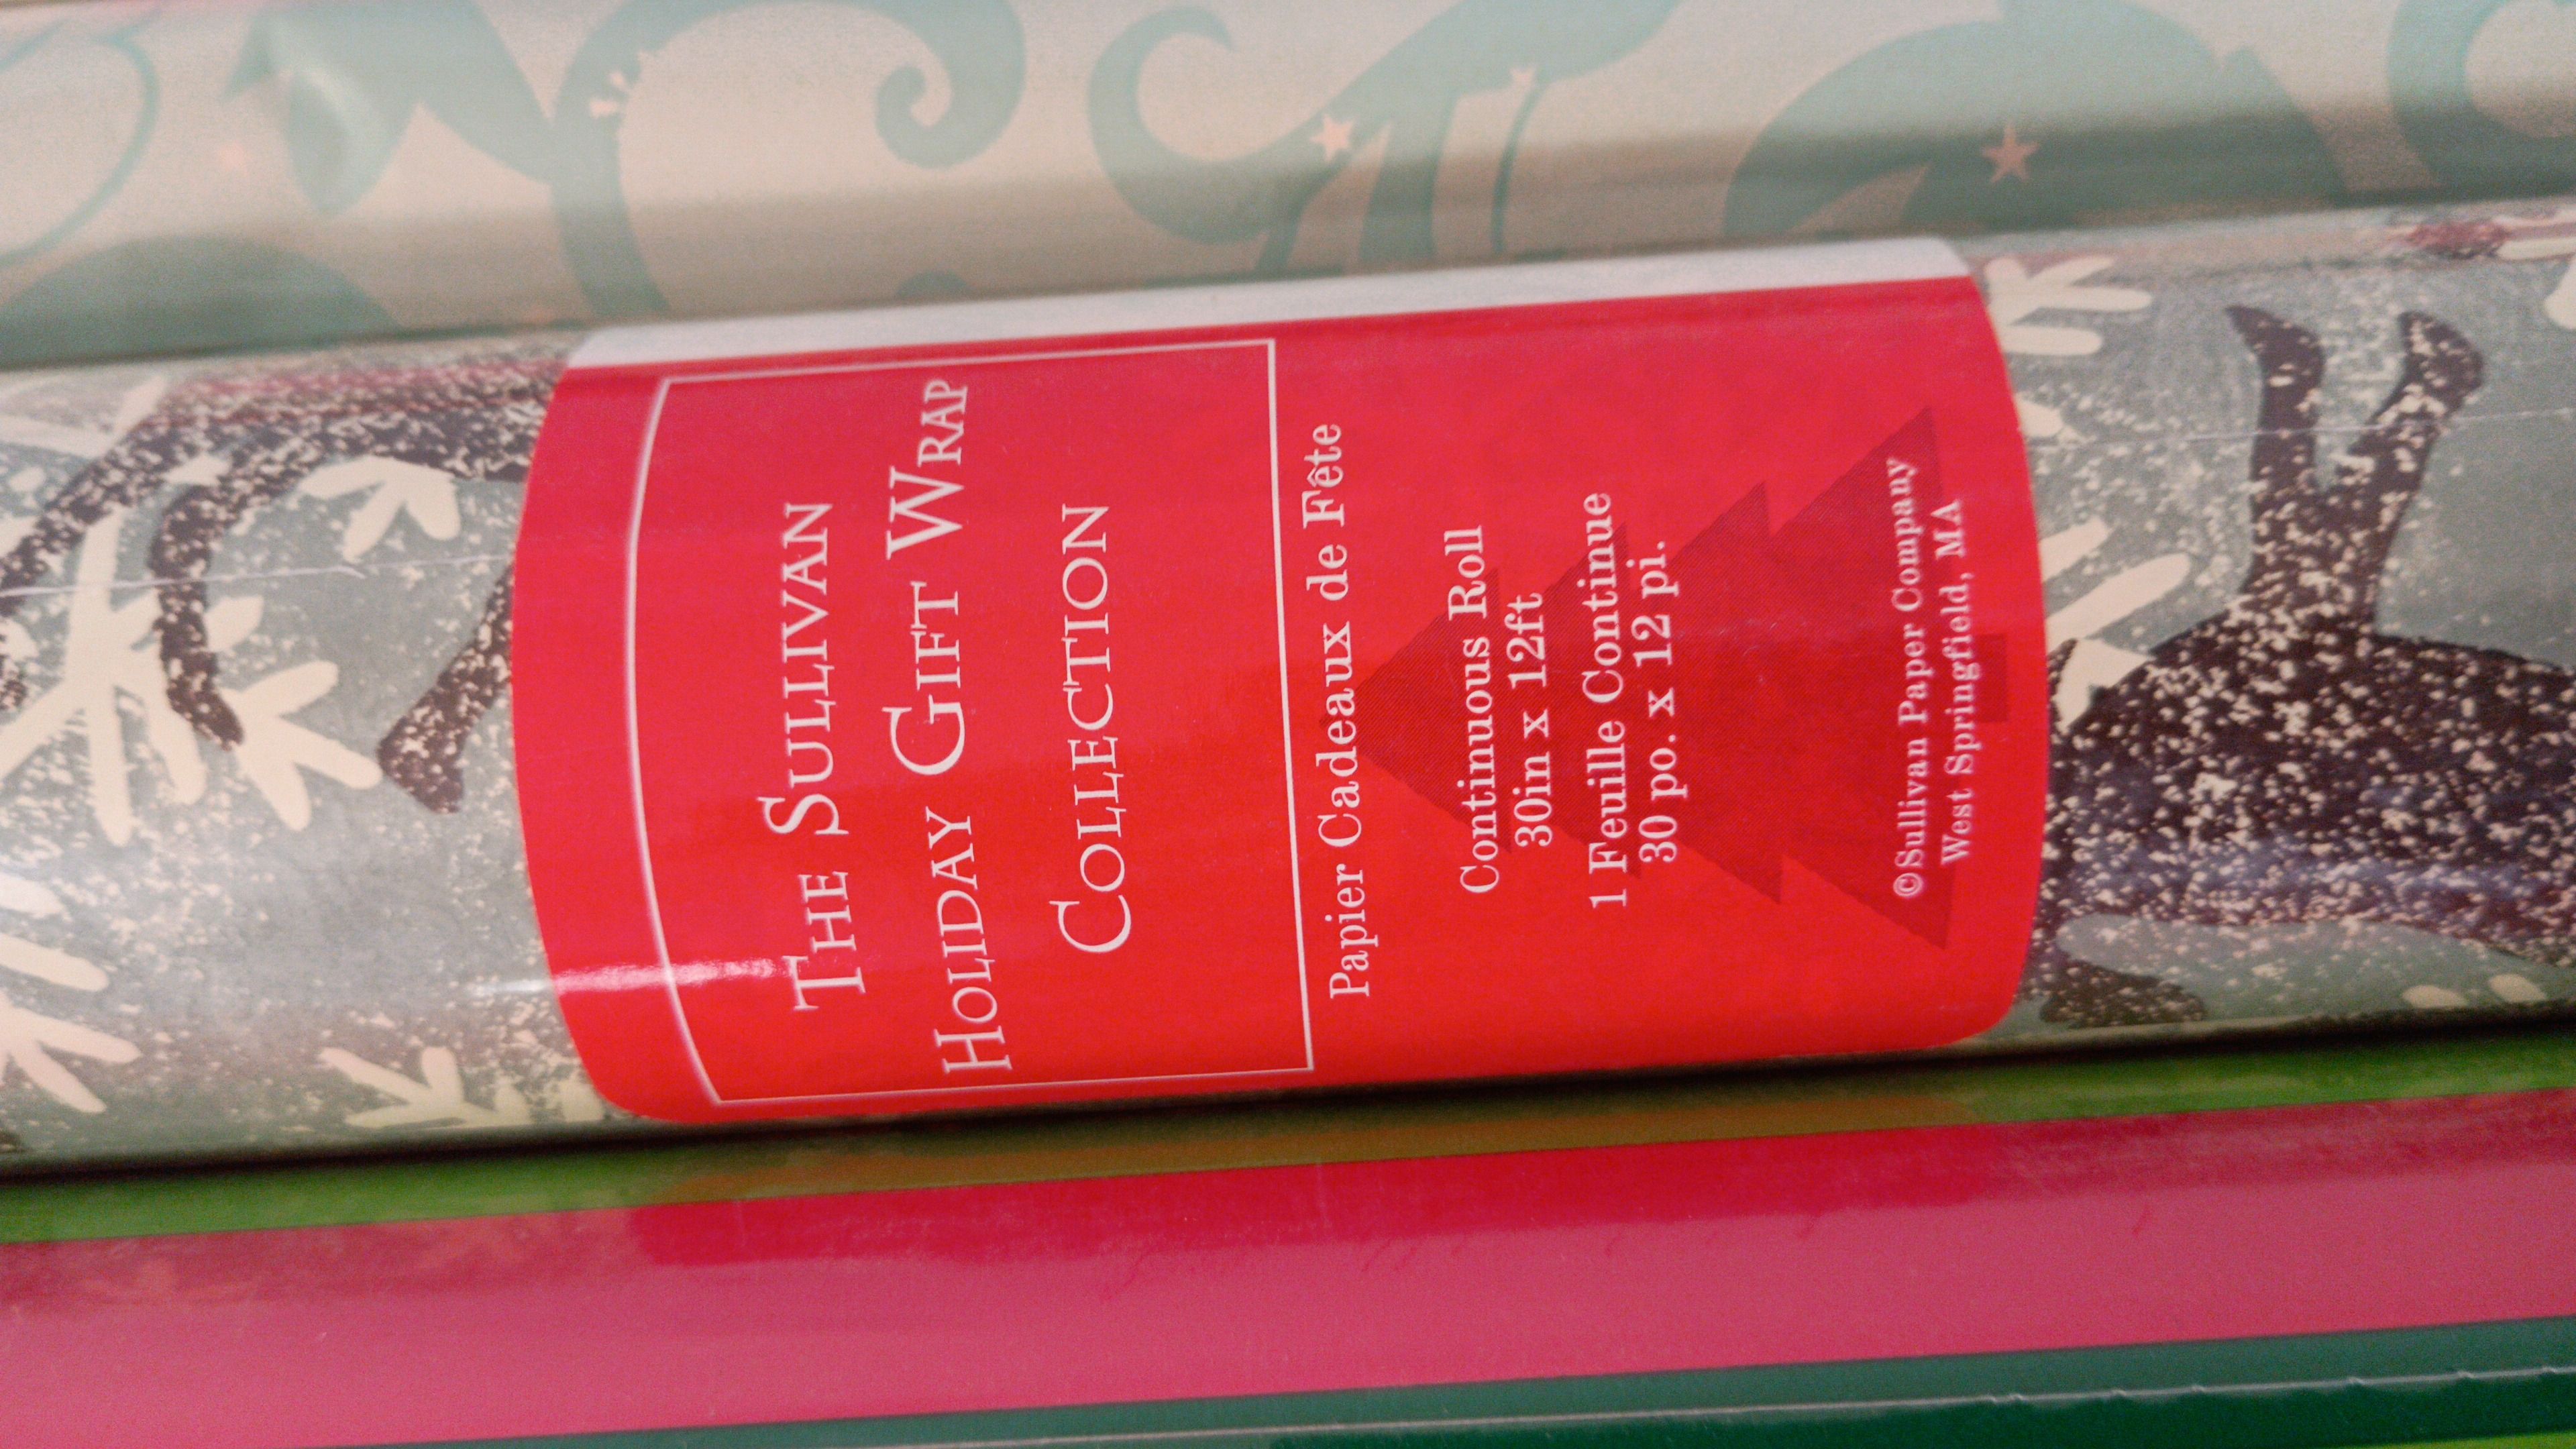 THE SULLIVAN
HOLIDAY GIFT WRAP
COLLECTION
Papier Cadeaux de Fête
Continuous Roll
30in x 12ft
1 Feuille Continue
30 po. x 12 pi.
©Sullivan Paper Company
West Springfield, MA